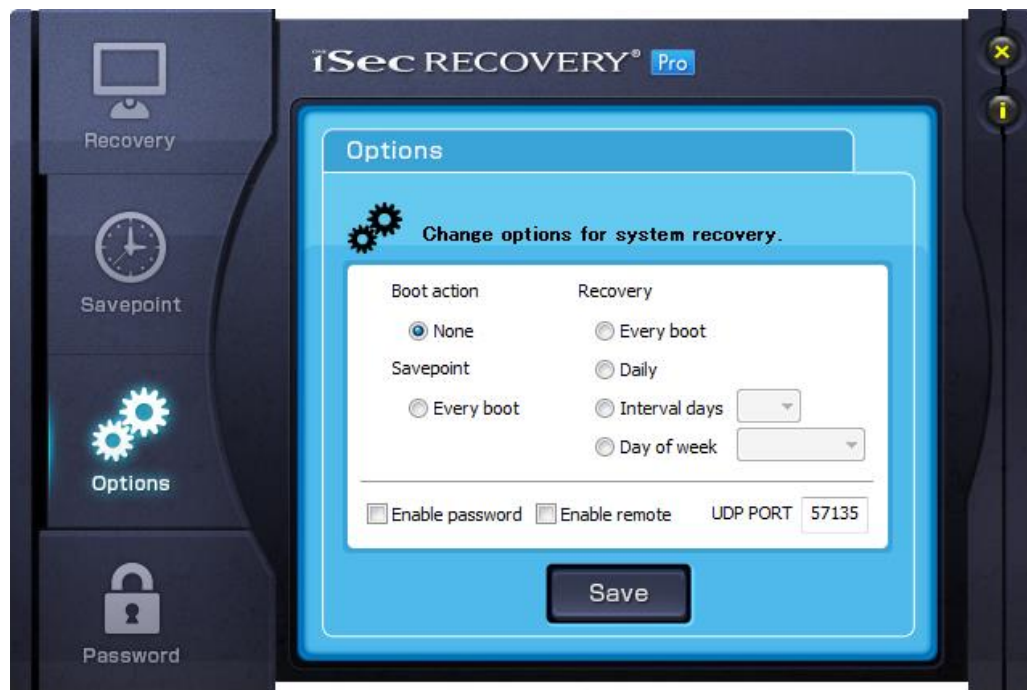 iSec RECOVERY® Pro
Recovery
Savepoint
Options
Password
Options
Change options for system recovery.
Boot action
None
Savepoint
Every boot
Recovery
Every boot
Daily
Interval days
Day of week
Enable password
Enable remote
UDP PORT 57135
Save